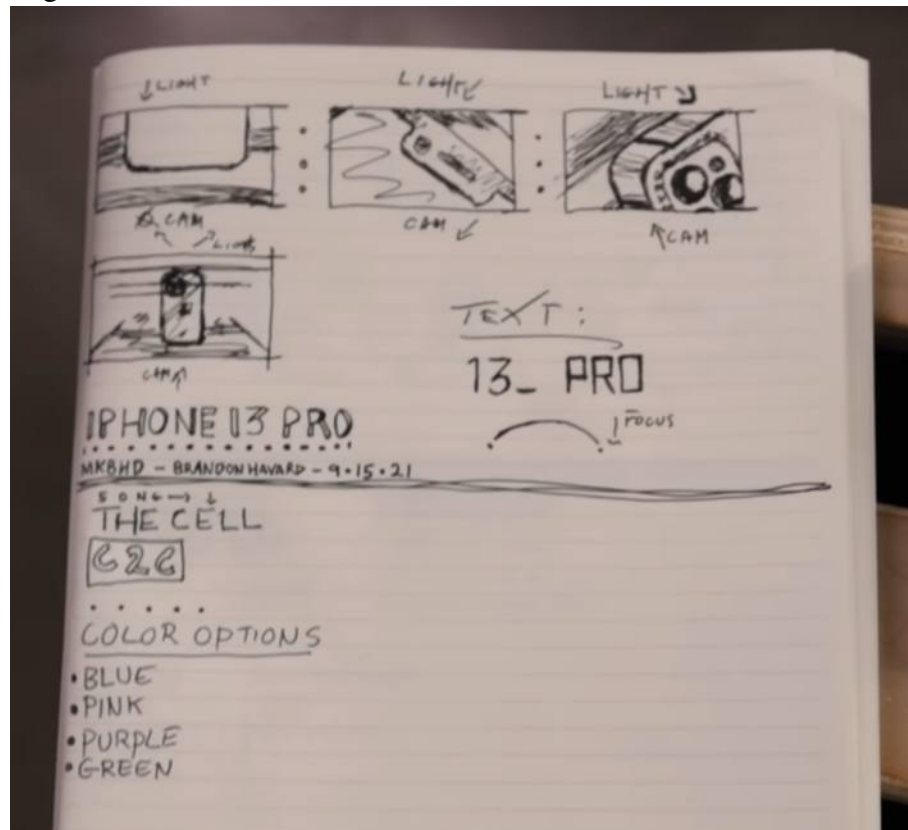 ↓LIGHT
LIGHT↙
LIGHT ↘
CAM
CAM ↙
↖CAM
LIGHT
CAM↑
TEXT:
13_ PRO
↓FOCUS
IPHONE 13 PRO
MKBHD - BRANDON HAVARD - 9•15•21
SONG→↓
THE CELL
C2C
COLOR OPTIONS
•BLUE
•PINK
•PURPLE
•GREEN